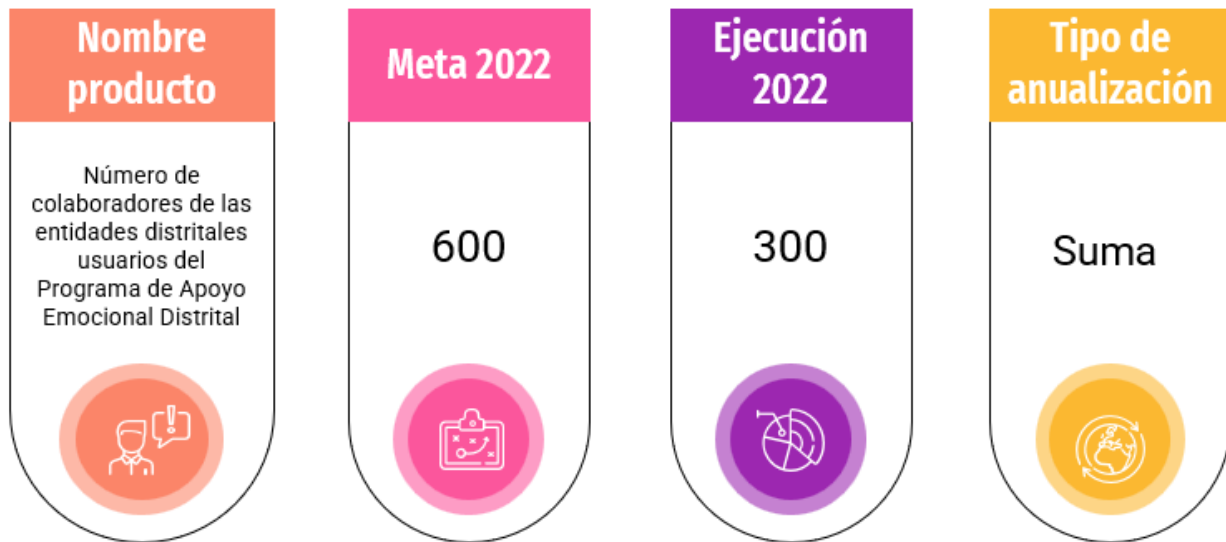 Nombre
producto
Número de
colaboradores de las
entidades distritales
usuarios del
Programa de Apoyo
Emocional Distrital
Meta 2022
600
Ejecución
2022
300
Tipo de
anualización
Suma